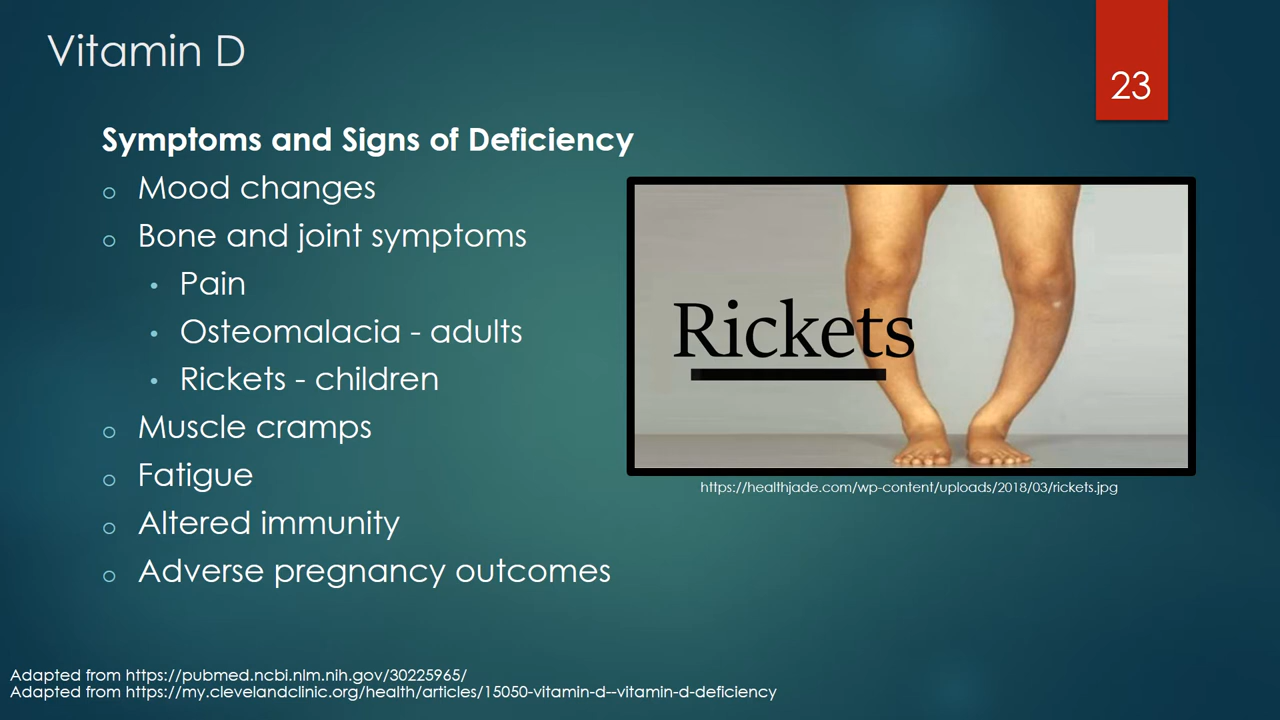 Vitamin D
23
Symptoms and Signs of Deficiency
o Mood changes
o Bone and joint symptoms
• Pain
• Osteomalacia - adults
• Rickets - children
o Muscle cramps
o Fatigue
o Altered immunity
o Adverse pregnancy outcomes
Rickets
https://healthjade.com/wp-content/uploads/2018/03/rickets.jpg
Adapted from https://pubmed.ncbi.nlm.nih.gov/30225965/
Adapted from https://my.clevelandclinic.org/health/articles/15050-vitamin-d--vitamin-d-deficiency